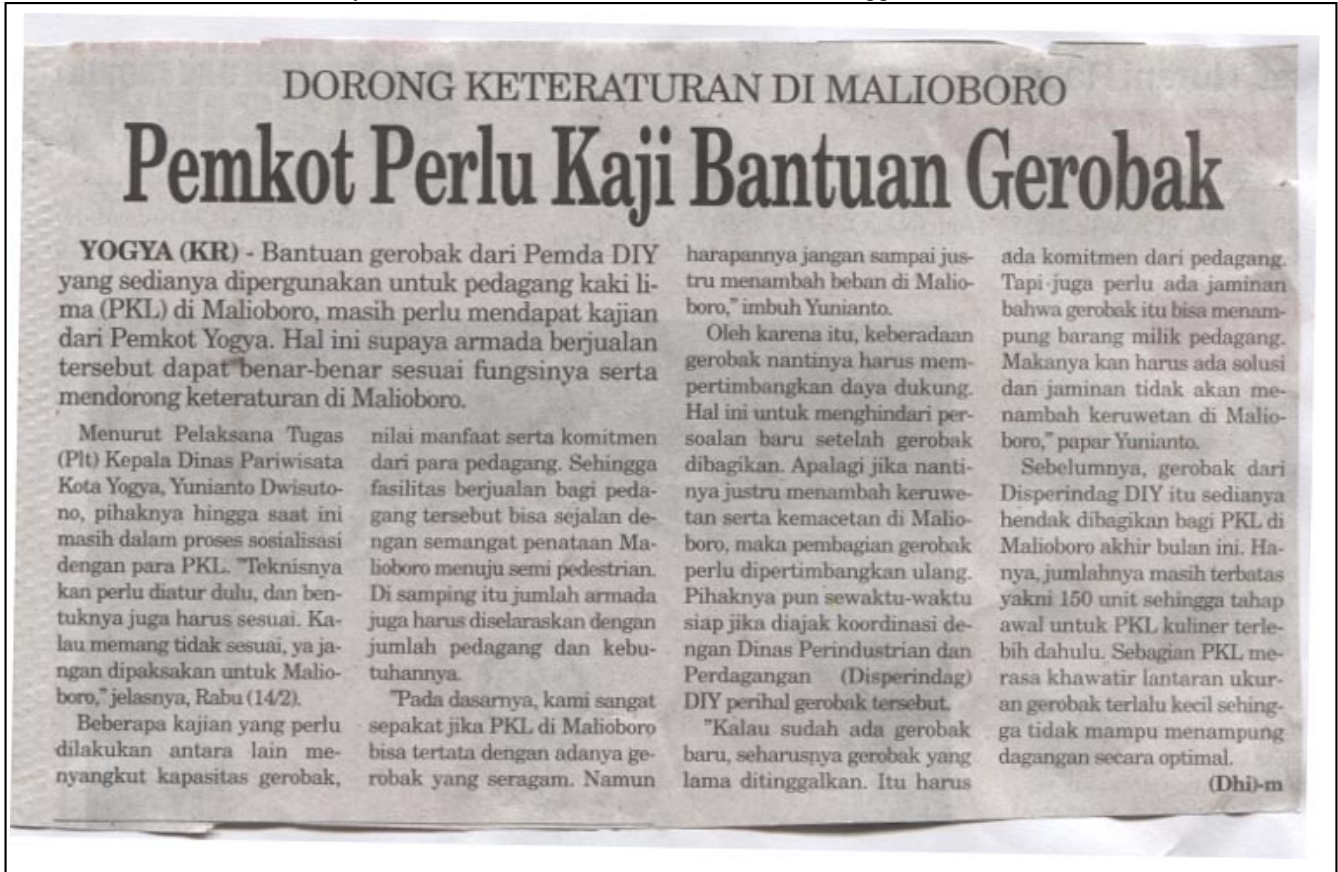 DORONG KETERATURAN DI MALIOBORO
Pemkot Perlu Kaji Bantuan Gerobak
YOGYA (KR) - Bantuan gerobak dari Pemda DIY
yang sedianya dipergunakan untuk pedagang kaki li-
ma (PKL) di Malioboro, masih perlu mendapat kajian
dari Pemkot Yogya. Hal ini supaya armada berjualan
tersebut dapat benar-benar sesuai fungsinya serta
mendorong keteraturan di Malioboro.
Menurut Pelaksana Tugas
(Plt) Kepala Dinas Pariwisata
Kota Yogya, Yunianto Dwisuto-
no, pihaknya hingga saat ini
masih dalam proses sosialisasi
dengan para PKL. "Teknisnya
kan perlu diatur dulu, dan ben-
tuknya juga harus sesuai. Ka-
lau memang tidak sesuai, ya ja-
ngan dipaksakan untuk Malio-
boro," jelasnya, Rabu (14/2).
Beberapa kajian yang perlu
dilakukan antara lain me-
nyangkut kapasitas gerobak,
nilai manfaat serta komitmen
dari para pedagang. Sehingga
fasilitas berjualan bagi peda-
gang tersebut bisa sejalan de-
ngan semangat penataan Ma-
lioboro menuju semi pedestrian.
Di samping itu jumlah armada
juga harus diselaraskan dengan
jumlah pedagang dan kebu-
tuhannya.
"Pada dasarnya, kami sangat
sepakat jika PKL di Malioboro
bisa tertata dengan adanya ge-
robak yang seragam. Namun
harapannya jangan sampai jus-
tru menambah beban di Malio-
boro," imbuh Yunianto.
Oleh karena itu, keberadaan
gerobak nantinya harus mem-
pertimbangkan daya dukung.
Hal ini untuk menghindari per-
soalan baru setelah gerobak
dibagikan. Apalagi jika nanti-
nya justru menambah keruwe-
tan serta kemacetan di Malio-
boro, maka pembagian gerobak
perlu dipertimbangkan ulang.
Pihaknya pun sewaktu-waktu
siap jika diajak koordinasi de-
ngan Dinas Perindustrian dan
Perdagangan (Disperindag)
DIY perihal gerobak tersebut.
"Kalau sudah ada gerobak
baru, seharusnya gerobak yang
lama ditinggalkan. Itu harus
ada komitmen dari pedagang.
Tapi juga perlu ada jaminan
bahwa gerobak itu bisa menam-
pung barang milik pedagang.
Makanya kan harus ada solusi
dan jaminan tidak akan me-
nambah keruwetan di Malio-
boro," papar Yunianto.
Sebelumnya, gerobak dari
Disperindag DIY itu sedianya
hendak dibagikan bagi PKL di
Malioboro akhir bulan ini. Ha-
nya, jumlahnya masih terbatas
yakni 150 unit sehingga tahap
awal untuk PKL kuliner terle-
bih dahulu. Sebagian PKL me-
rasa khawatir lantaran ukur-
an gerobak terlalu kecil sehing-
ga tidak mampu menampung
dagangan secara optimal.
(Dhi)-m